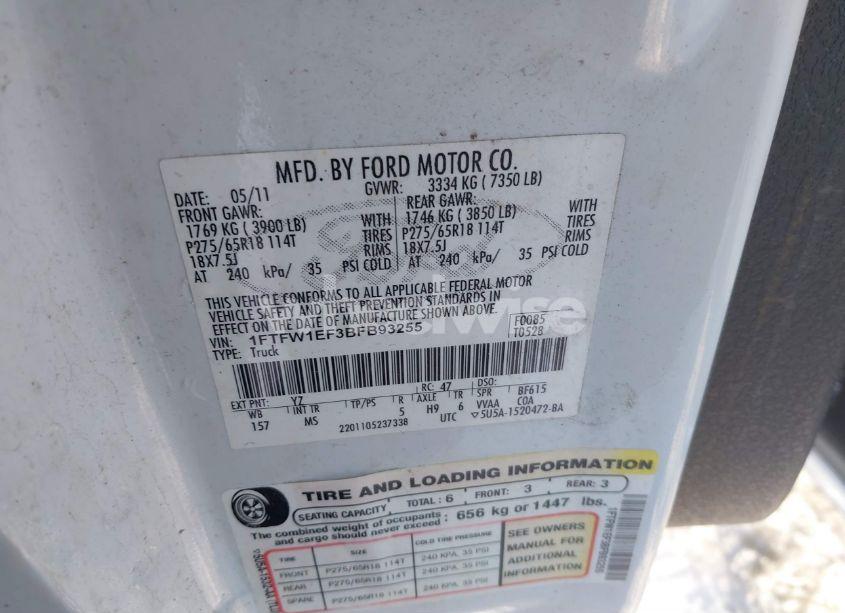 MFD. BY FORD MOTOR CO.
DATE: 05/11 GVWR: 3334 KG ( 7350 LB)
FRONT GAWR: REAR GAWR:
1769 KG ( 3900 LB) WITH 1746 KG ( 3850 LB) WITH
P275/65R18 114T TIRES P275/65R18 114T TIRES
18X7.5J RIMS 18X7.5J RIMS
AT 240 kPa/ 35 PSI COLD AT 240 kPa/ 35 PSI COLD
THIS VEHICLE CONFORMS TO ALL APPLICABLE FEDERAL MOTOR
VEHICLE SAFETY AND THEFT PREVENTION STANDARDS IN
EFFECT ON THE DATE OF MANUFACTURE SHOWN ABOVE.
VIN: 1FTFW1EF3BFB93255 F0085
TYPE: Truck T0528
EXT PNT: YZ RC: 47 DSO:
WB INT TR TP/PS R AXLE TR SPR BF615
157 MS 5 H9 6 VVAA COA
2201105237338 UTC 5U5A-1520472-BA
TIRE AND LOADING INFORMATION
SEATING CAPACITY TOTAL: 6 FRONT: 3 REAR: 3
The combined weight of occupants and cargo should never exceed: 656 kg or 1447 lbs.
TIRE SIZE COLD TIRE PRESSURE
FRONT P275/65R18 114T 240 KPA, 35 PSI
REAR P275/65R18 114T 240 KPA, 35 PSI
SPARE P275/65R18 114T 240 KPA, 35 PSI
SEE OWNERS
MANUAL FOR
ADDITIONAL
INFORMATION